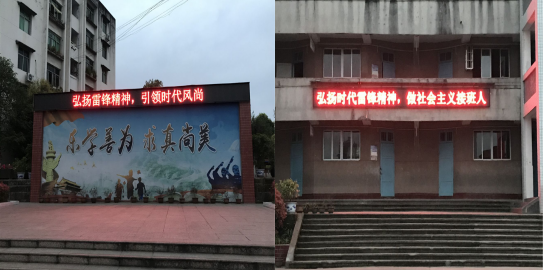 弘扬雷锋精神，引领时代风尚
乐学善为 求真尚美
弘扬时代雷锋精神，做社会主义接班人